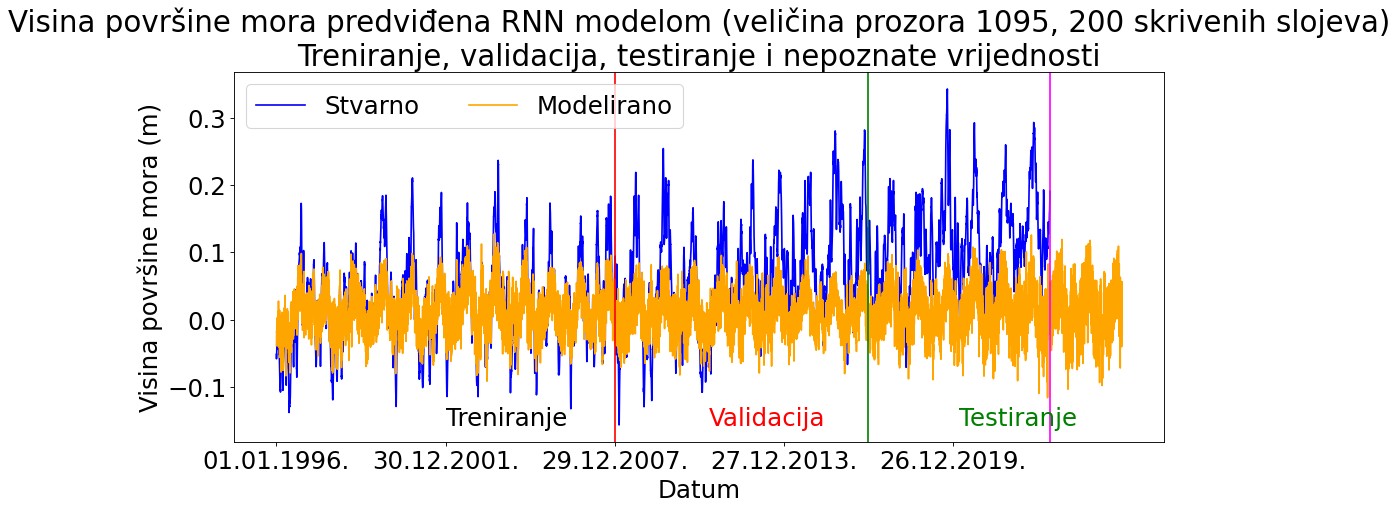 Visina površine mora predviđena RNN modelom (veličina prozora 1095, 200 skrivenih slojeva)
Treniranje, validacija, testiranje i nepoznate vrijednosti
Stvarno
Modelirano
Visina površine mora (m)
0.3
0.2
0.1
0.0
−0.1
Treniranje
Validacija
Testiranje
01.01.1996.
30.12.2001.
29.12.2007.
27.12.2013.
26.12.2019.
Datum